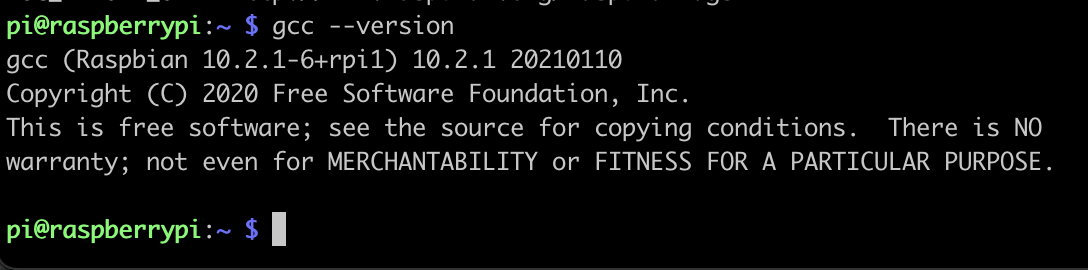 pi@raspberrypi:~ $ gcc --version
gcc (Raspbian 10.2.1-6+rpi1) 10.2.1 20210110
Copyright (C) 2020 Free Software Foundation, Inc.
This is free software; see the source for copying conditions.  There is NO
warranty; not even for MERCHANTABILITY or FITNESS FOR A PARTICULAR PURPOSE.
pi@raspberrypi:~ $